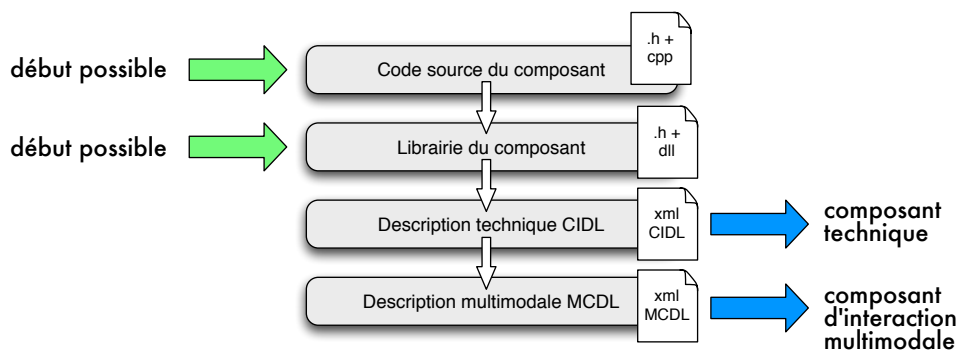 .h +
cpp
début possible
Code source du composant
.h +
dll
début possible
Librairie du composant
Description technique CIDL
xml
CIDL
composant
technique
Description multimodale MCDL
xml
MCDL
composant
d'interaction
multimodale